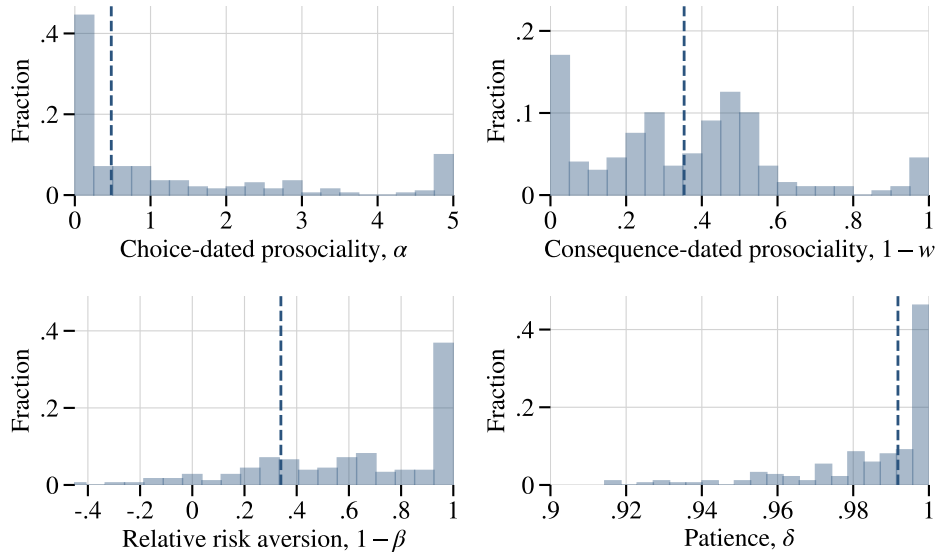 Fraction
.4
.2
0
0 1 2 3 4 5
Choice-dated prosociality, α
Fraction
.2
.1
0
0 .2 .4 .6 .8 1
Consequence-dated prosociality, 1 − w
Fraction
.4
.2
0
-.4 -.2 0 .2 .4 .6 .8 1
Relative risk aversion, 1 − β
Fraction
.4
.2
0
.9 .92 .94 .96 .98 1
Patience, δ